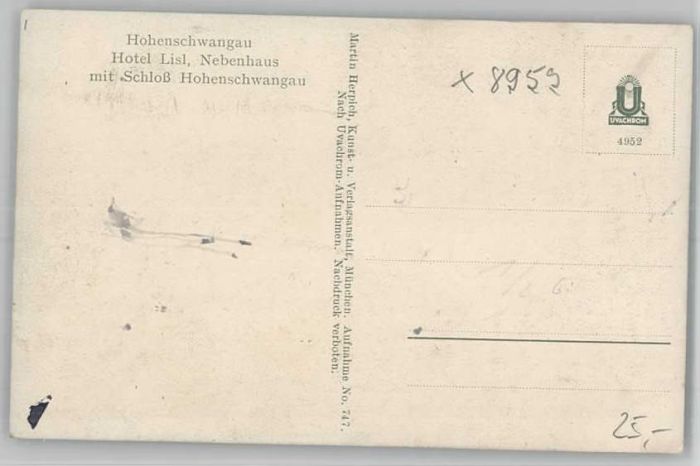 Hohenschwangau
Hotel Lisl, Nebenhaus
mit Schloß Hohenschwangau
Martin Herpich, Kunst- u. Verlagsanstalt, München. Aufnahme No. 747.
Nach Uvachrom-Aufnahmen. Nachdruck verboten.
x 8959
U
UVACHROM
4952
25,-